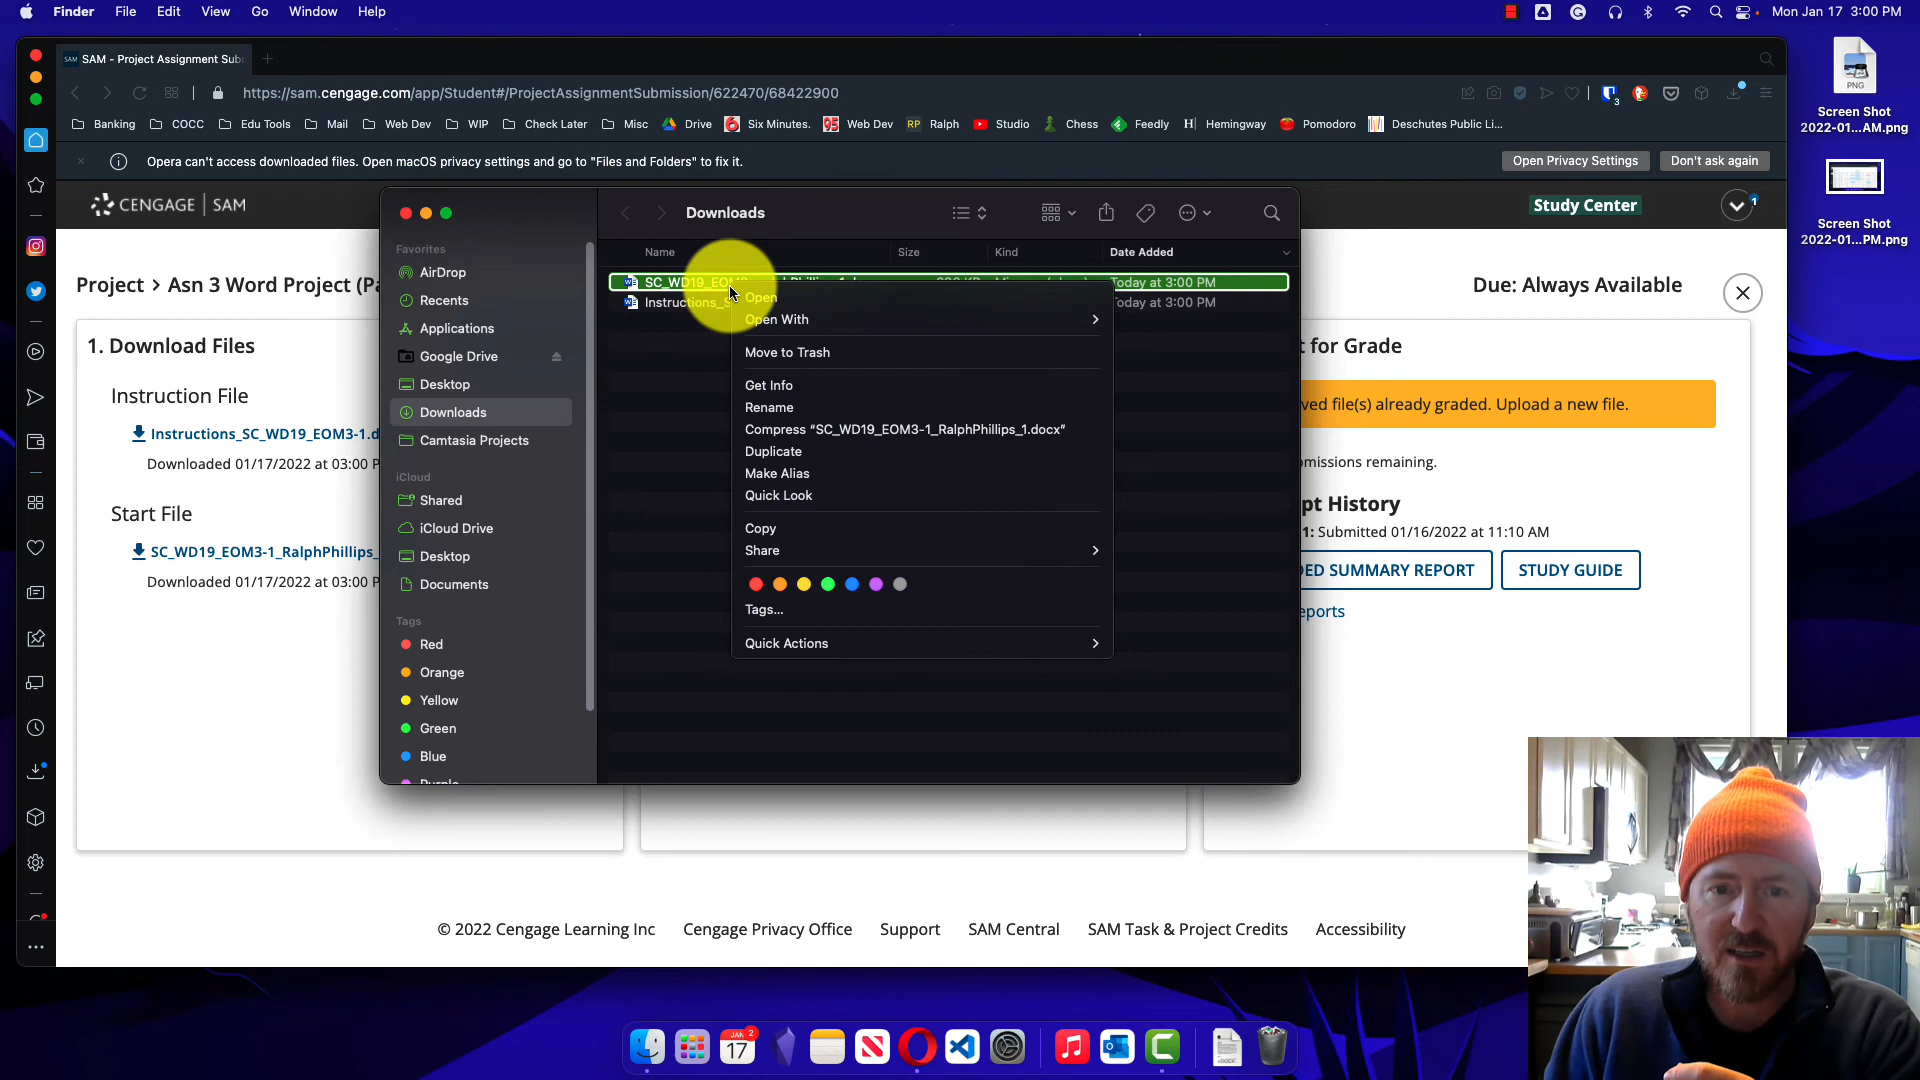 Finder File Edit View Go Window Help
Mon Jan 17 3:00 PM
SAM - Project Assignment Sub
https://sam.cengage.com/app/Student#/ProjectAssignmentSubmission/622470/68422900
Banking COCC Edu Tools Mail Web Dev WIP Check Later Misc Drive Six Minutes. Web Dev Ralph Studio Chess Feedly Hemingway Pomodoro Deschutes Public Li...
Opera can't access downloaded files. Open macOS privacy settings and go to "Files and Folders" to fix it.
Open Privacy Settings
Don't ask again
CENGAGE | SAM
Study Center
Project > Asn 3 Word Project (Pa
Due: Always Available
1. Download Files
Instruction File
Instructions_SC_WD19_EOM3-1.d
Downloaded 01/17/2022 at 03:00 P
Start File
SC_WD19_EOM3-1_RalphPhillips_
Downloaded 01/17/2022 at 03:00 P
Downloads
Favorites
AirDrop
Recents
Applications
Google Drive
Desktop
Downloads
Camtasia Projects
iCloud
Shared
iCloud Drive
Desktop
Documents
Tags
Red
Orange
Yellow
Green
Blue
Purple
Name Size Kind Date Added
SC_WD19_EOM3
Today at 3:00 PM
Instructions_S
Today at 3:00 PM
Open
Open With
Move to Trash
Get Info
Rename
Compress "SC_WD19_EOM3-1_RalphPhillips_1.docx"
Duplicate
Make Alias
Quick Look
Copy
Share
Tags...
Quick Actions
t for Grade
ved file(s) already graded. Upload a new file.
missions remaining.
pt History
1: Submitted 01/16/2022 at 11:10 AM
ED SUMMARY REPORT
STUDY GUIDE
eports
© 2022 Cengage Learning Inc Cengage Privacy Office Support SAM Central SAM Task & Project Credits Accessibility
PNG
Screen Shot
2022-01...AM.png
Screen Shot
2022-01...PM.png
JAN
2
17